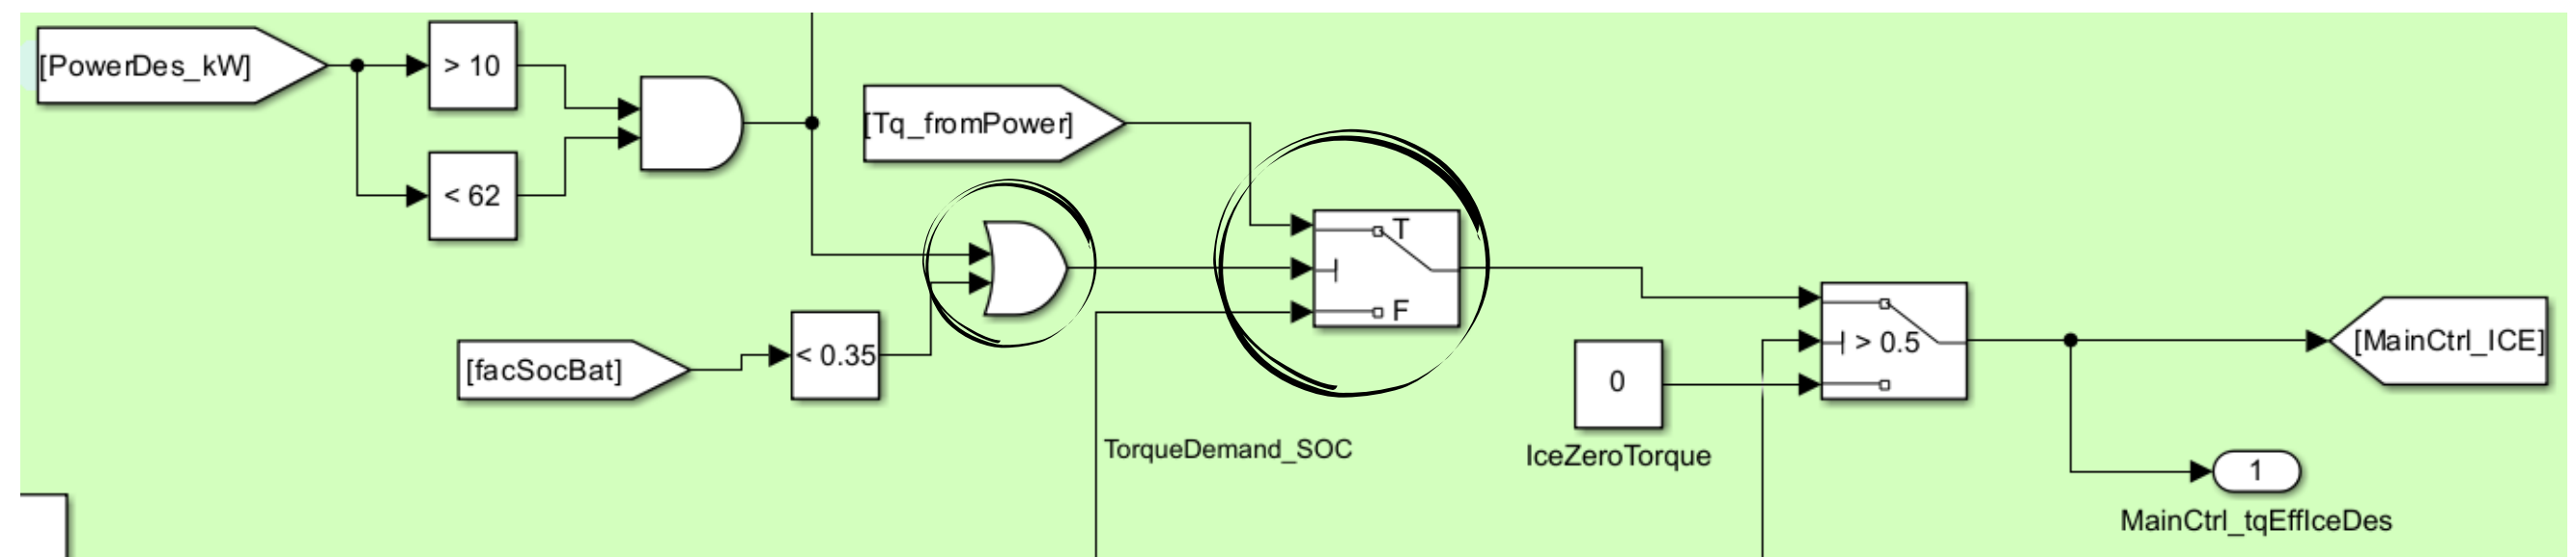 [PowerDes_kW]
> 10
< 62
[Tq_fromPower]
T
F
[facSocBat]
< 0.35
TorqueDemand_SOC
0
IceZeroTorque
> 0.5
[MainCtrl_ICE]
1
MainCtrl_tqEffIceDes